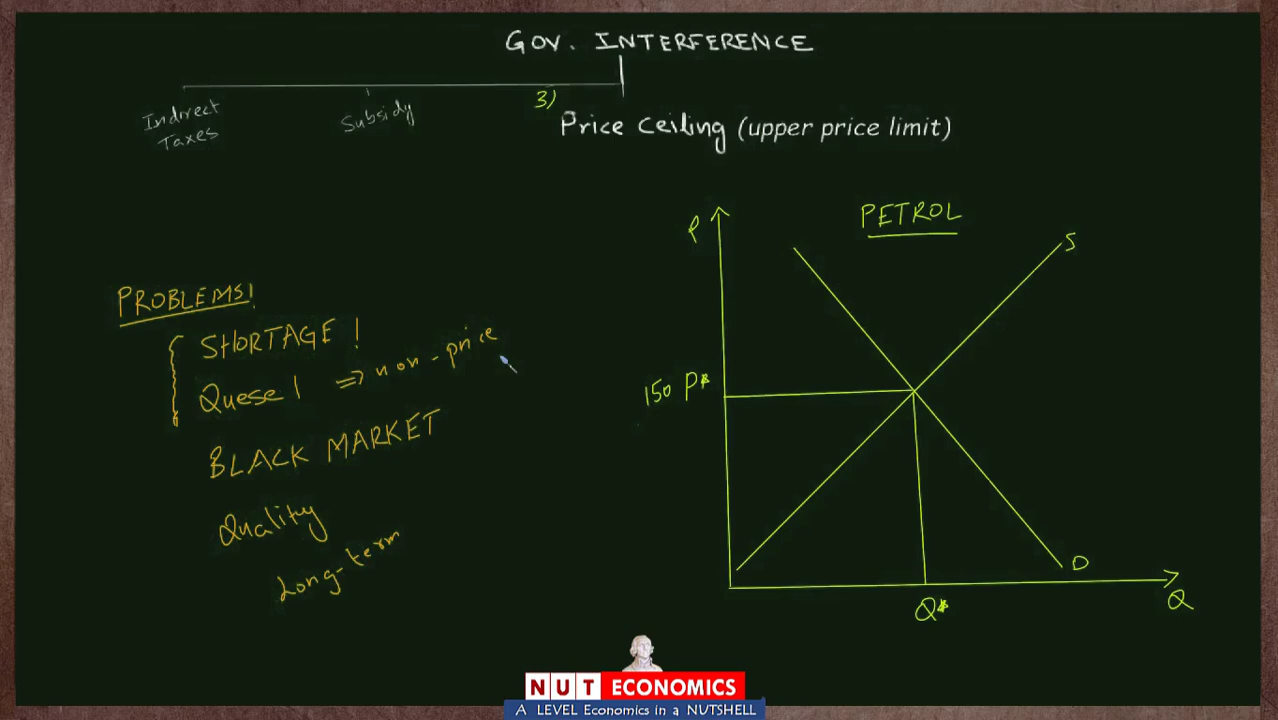 GOV. INTERFERENCE
Indirect
Taxes
Subsidy
3)
Price Ceiling (upper price limit)
PROBLEMS!
SHORTAGE !
Quese! => non-price
BLACK MARKET
Quality
Long-term
PETROL
P
S
150 P*
D
Q*
Q
NUT ECONOMICS
A LEVEL Economics in a NUTSHELL